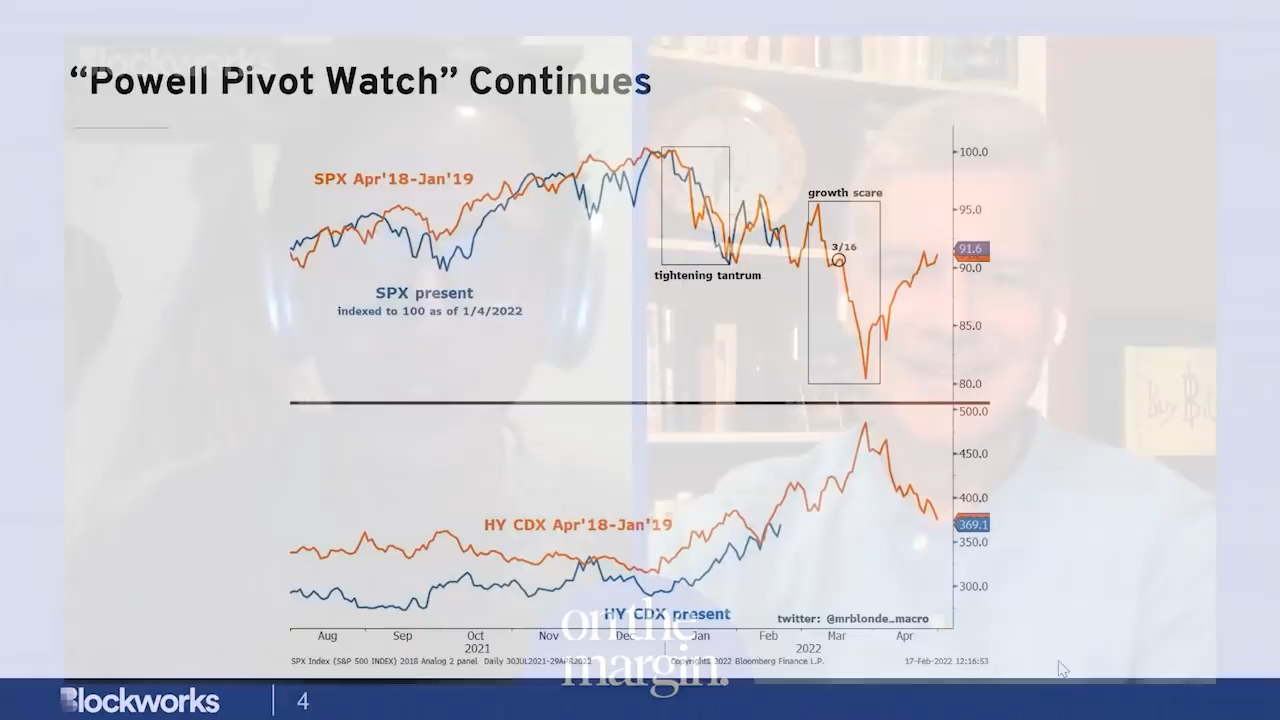 Blockworks
“Powell Pivot Watch” Continues
SPX Apr'18-Jan'19
SPX present
indexed to 100 as of 1/4/2022
tightening tantrum
growth scare
3/16
100.0
95.0
91.6
90.0
85.0
80.0
500.0
450.0
400.0
369.1
350.0
300.0
HY CDX Apr'18-Jan'19
HY CDX present
twitter: @mrblonde_macro
Aug Sep Oct Nov Dec Jan Feb Mar Apr
2021 2022
SPX Index (S&P 500 INDEX) 2018 Analog 2 panel Daily 30JUL2021-29APR2022 Copyright© 2022 Bloomberg Finance L.P. 17-Feb-2022 12:16:53
on the
margin.
Buy ₿
Blockworks 4